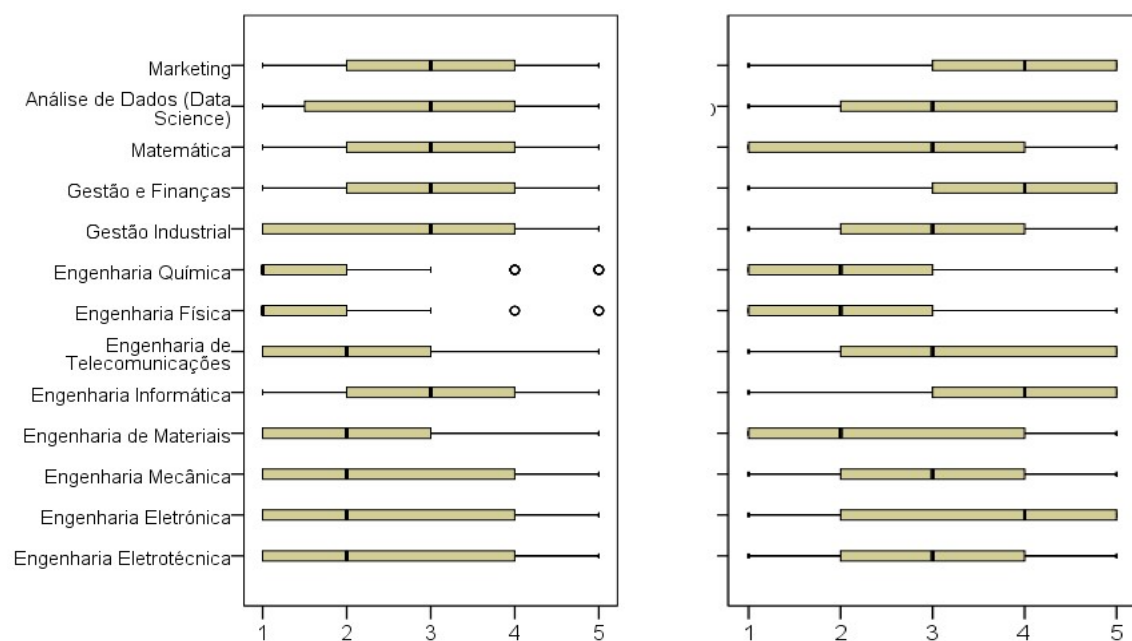 Marketing
Análise de Dados (Data
Science)
Matemática
Gestão e Finanças
Gestão Industrial
Engenharia Química
Engenharia Física
Engenharia de
Telecomunicações
Engenharia Informática
Engenharia de Materiais
Engenharia Mecânica
Engenharia Eletrónica
Engenharia Eletrotécnica
1 2 3 4 5
1 2 3 4 5